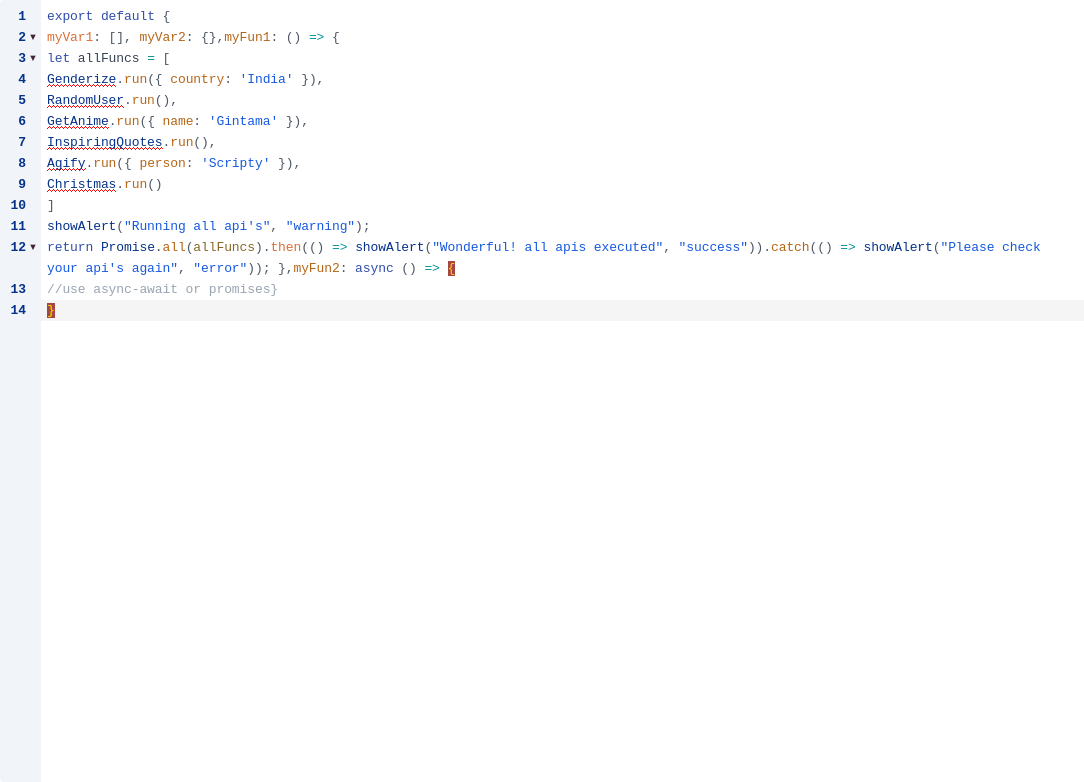 1 export default {
2 myVar1: [], myVar2: {},myFun1: () => {
3 let allFuncs = [
4 Genderize.run({ country: 'India' }),
5 RandomUser.run(),
6 GetAnime.run({ name: 'Gintama' }),
7 InspiringQuotes.run(),
8 Agify.run({ person: 'Scripty' }),
9 Christmas.run()
10 ]
11 showAlert("Running all api's", "warning");
12 return Promise.all(allFuncs).then(() => showAlert("Wonderful! all apis executed", "success")).catch(() => showAlert("Please check
your api's again", "error")); },myFun2: async () => {
13 //use async-await or promises}
14 }